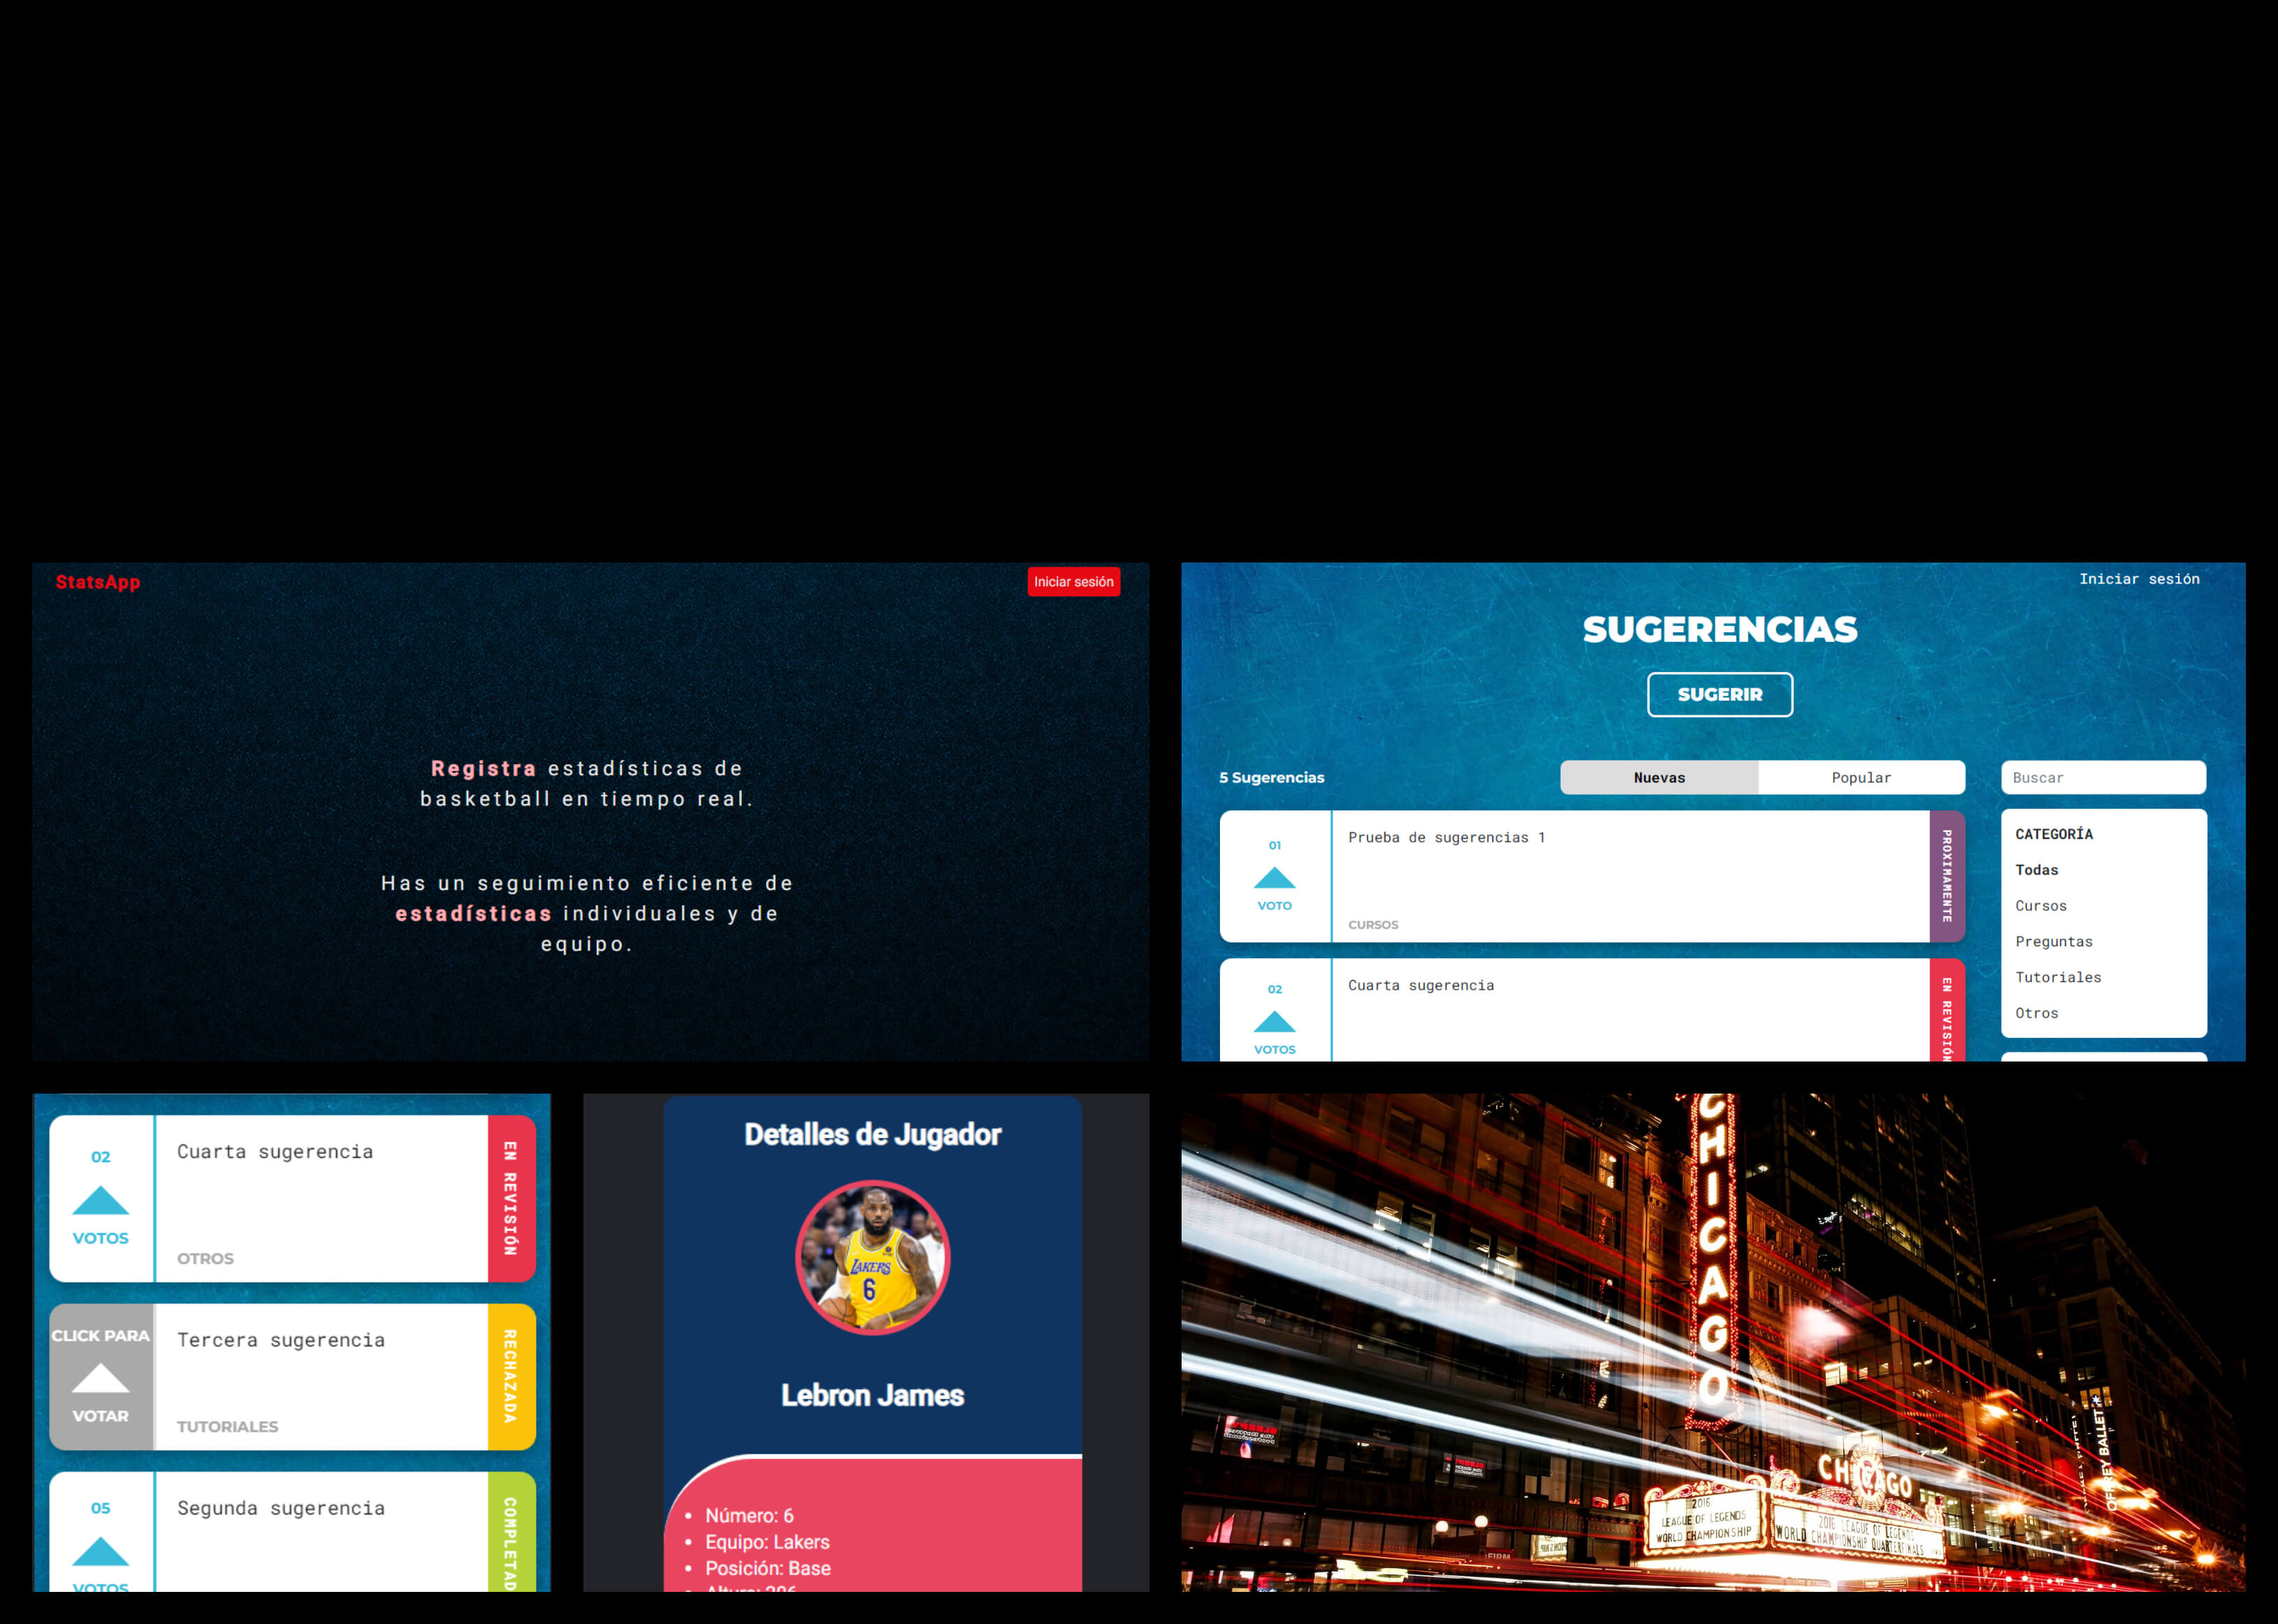 StatsApp
Iniciar sesión
Registra estadísticas de
basketball en tiempo real.
Has un seguimiento eficiente de
estadísticas individuales y de
equipo.
Iniciar sesión
SUGERENCIAS
SUGERIR
5 Sugerencias
Nuevas
Popular
Buscar
01
VOTO
Prueba de sugerencias 1
CURSOS
PROXIMAMENTE
02
VOTOS
Cuarta sugerencia
EN REVISIÓN
CATEGORÍA
Todas
Cursos
Preguntas
Tutoriales
Otros
02
VOTOS
Cuarta sugerencia
OTROS
EN REVISIÓN
CLICK PARA
VOTAR
Tercera sugerencia
TUTORIALES
RECHAZADA
05
VOTOS
Segunda sugerencia
COMPLETAD
Detalles de Jugador
LAKERS
6
Lebron James
Número: 6
Equipo: Lakers
Posición: Base
CHICAGO
CHICAGO
2016
LEAGUE OF LEGENDS
WORLD CHAMPIONSHIP
2016 LEAGUE OF LEGENDS
WORLD CHAMPIONSHIP QUARTERFINALS
BALLET